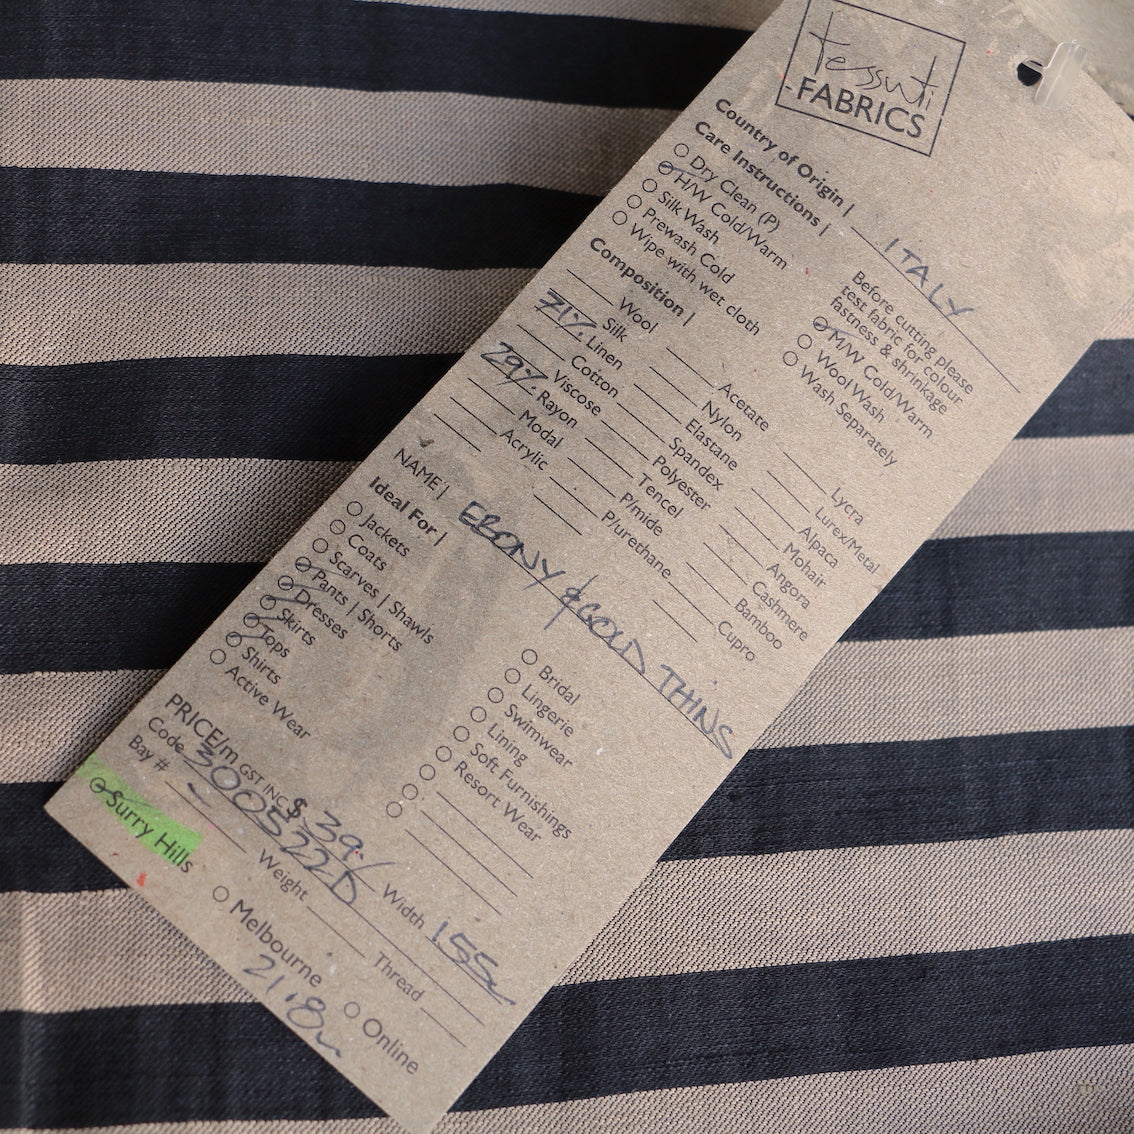 tessuti
FABRICS
Country of Origin | ITALY
Care Instructions |
Dry Clean (P)
H/W Cold/Warm
Silk Wash
Prewash Cold
Wipe with wet cloth
Before cutting please
test fabric for colour
fastness & shrinkage
M/W Cold/Warm
Wool Wash
Wash Separately
Composition |
Wool
Silk
71% Linen
Cotton
29% Viscose
Rayon
Modal
Acrylic
Acetate
Nylon
Elastane
Spandex
Polyester
Tencel
P/mide
P/urethane
Lycra
Lurex/Metal
Alpaca
Mohair
Angora
Cashmere
Bamboo
Cupro
NAME | EBONY & GOLD THINS
Ideal For |
Jackets
Coats
Scarves | Shawls
Pants | Shorts
Dresses
Skirts
Tops
Shirts
Active Wear
Bridal
Lingerie
Swimwear
Lining
Soft Furnishings
Resort Wear
PRICE/m GST INC $ 39./
Code 300522D Width 155
Bay # Weight Thread
Surry Hills Melbourne Online
21.8m